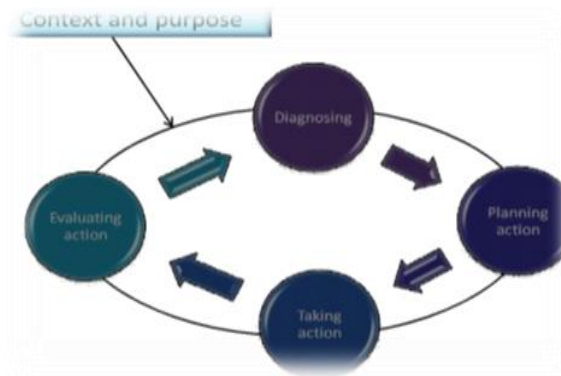 Context and purpose
Diagnosing
Planning
action
Taking
action
Evaluating
action